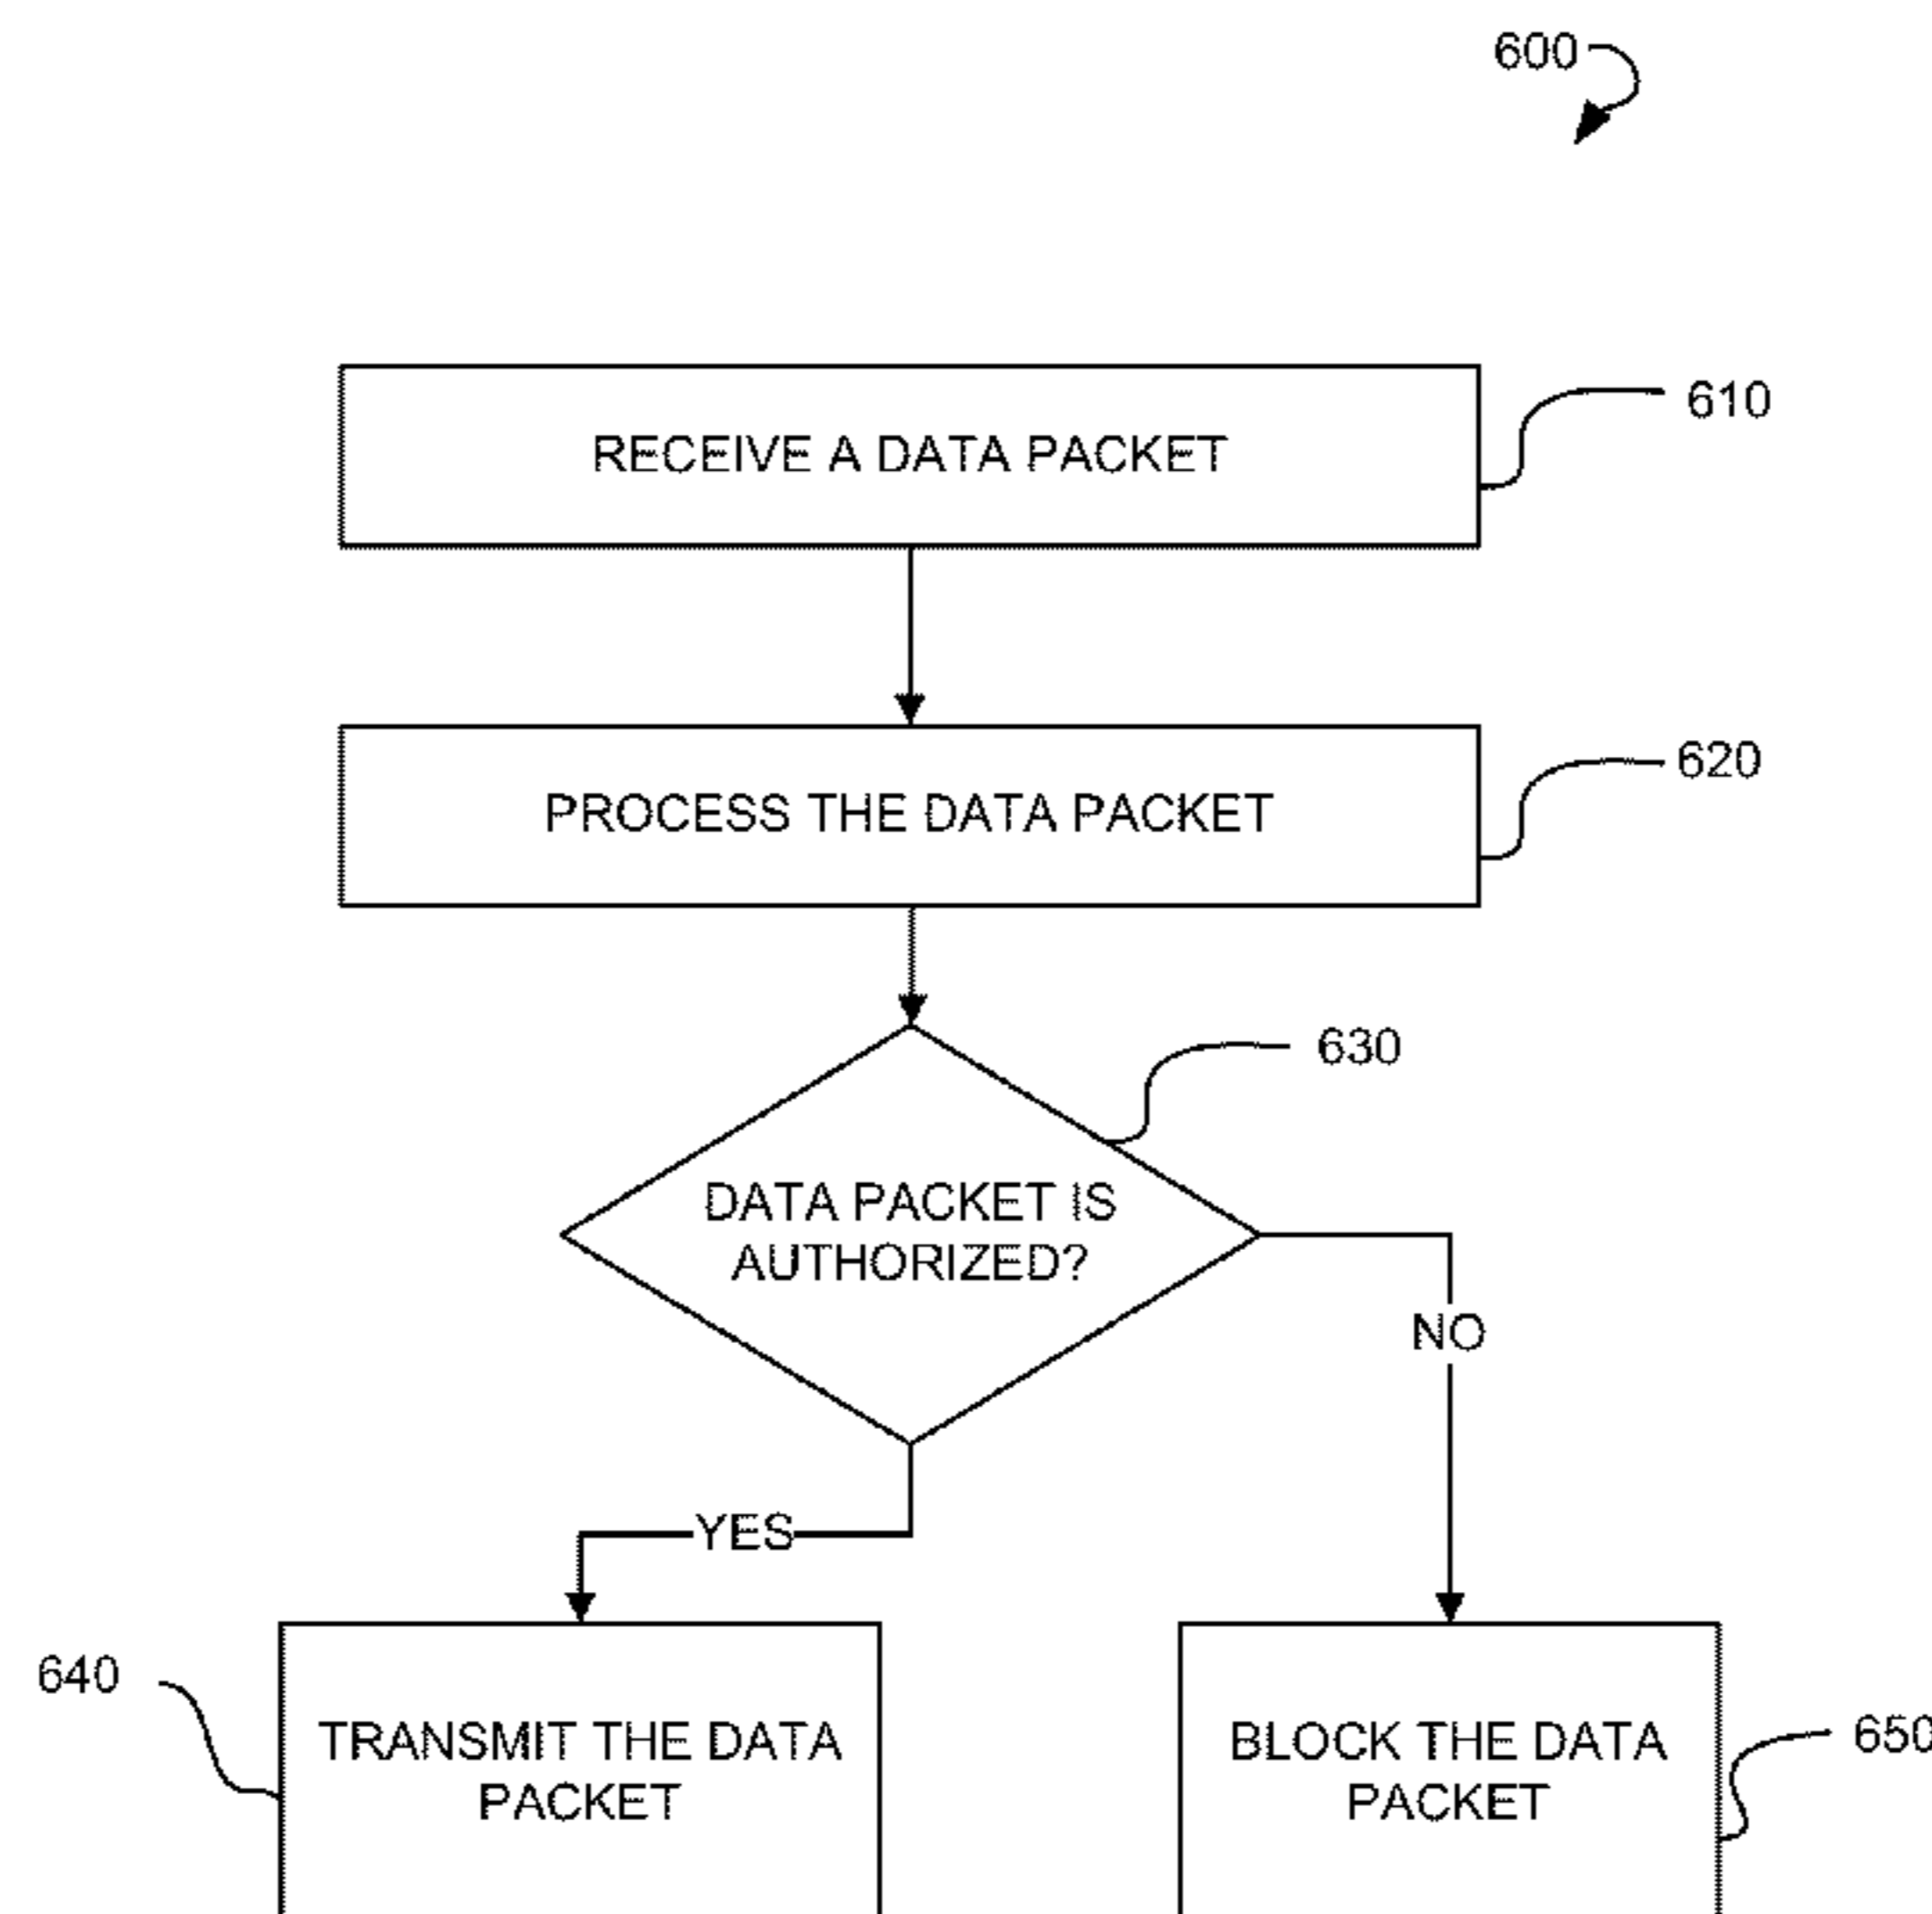 600
RECEIVE A DATA PACKET
610
PROCESS THE DATA PACKET
620
630
DATA PACKET IS
AUTHORIZED?
NO
YES
640
TRANSMIT THE DATA
PACKET
BLOCK THE DATA
PACKET
650